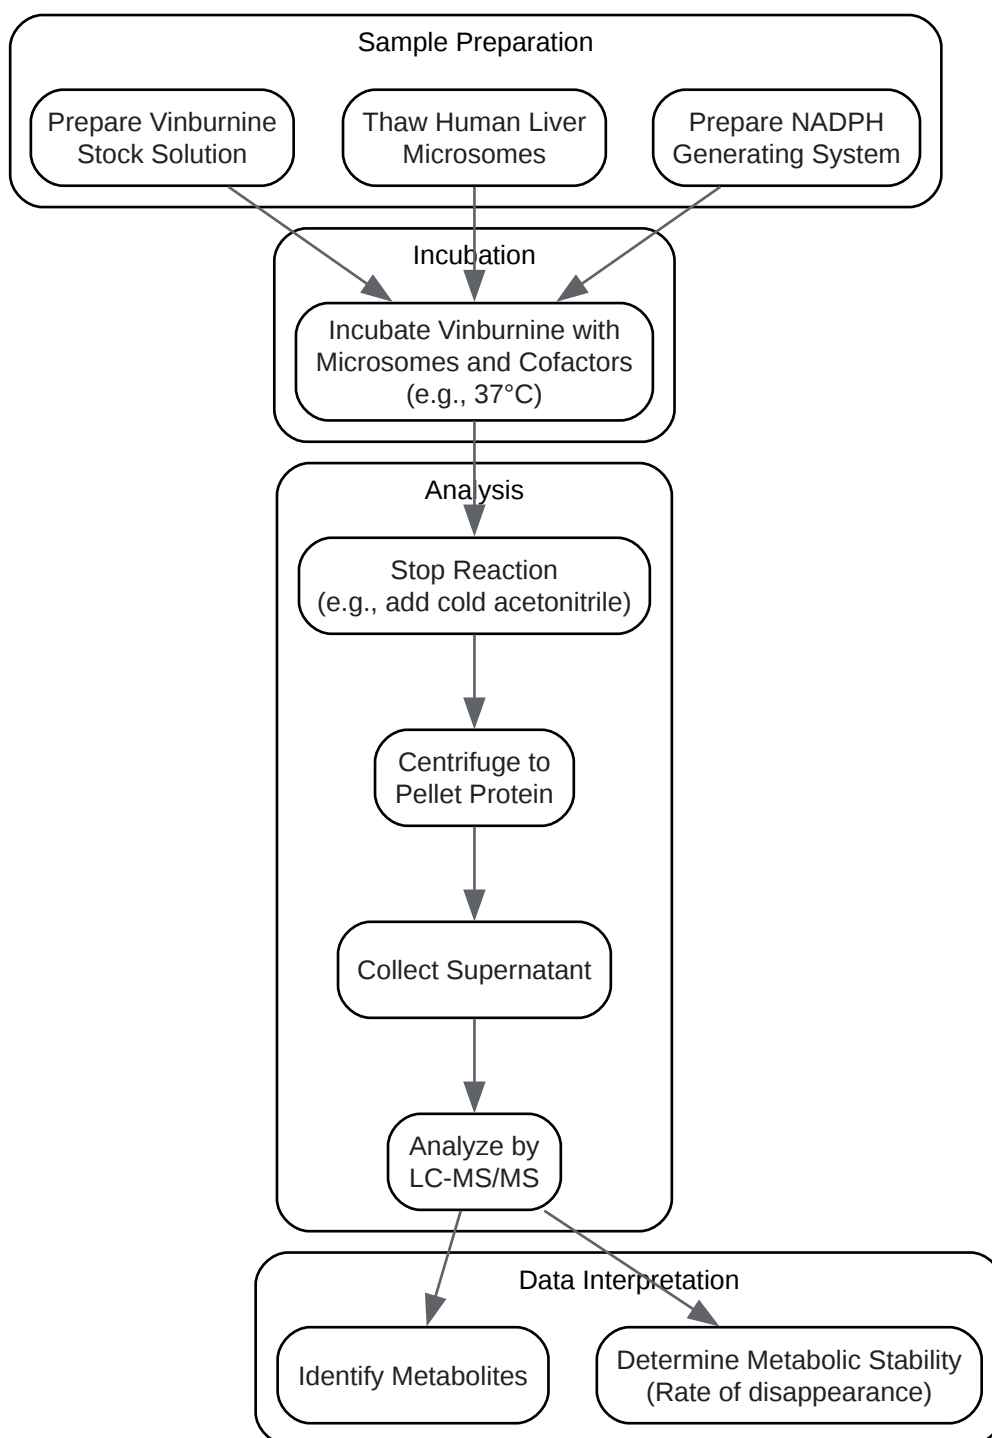 Sample Preparation
Prepare Vinburnine
Stock Solution
Thaw Human Liver
Microsomes
Prepare NADPH
Generating System
Incubation
Incubate Vinburnine with
Microsomes and Cofactors
(e.g., 37°C)
Analysis
Stop Reaction
(e.g., add cold acetonitrile)
Centrifuge to
Pellet Protein
Collect Supernatant
Analyze by
LC-MS/MS
Data Interpretation
Identify Metabolites
Determine Metabolic Stability
(Rate of disappearance)